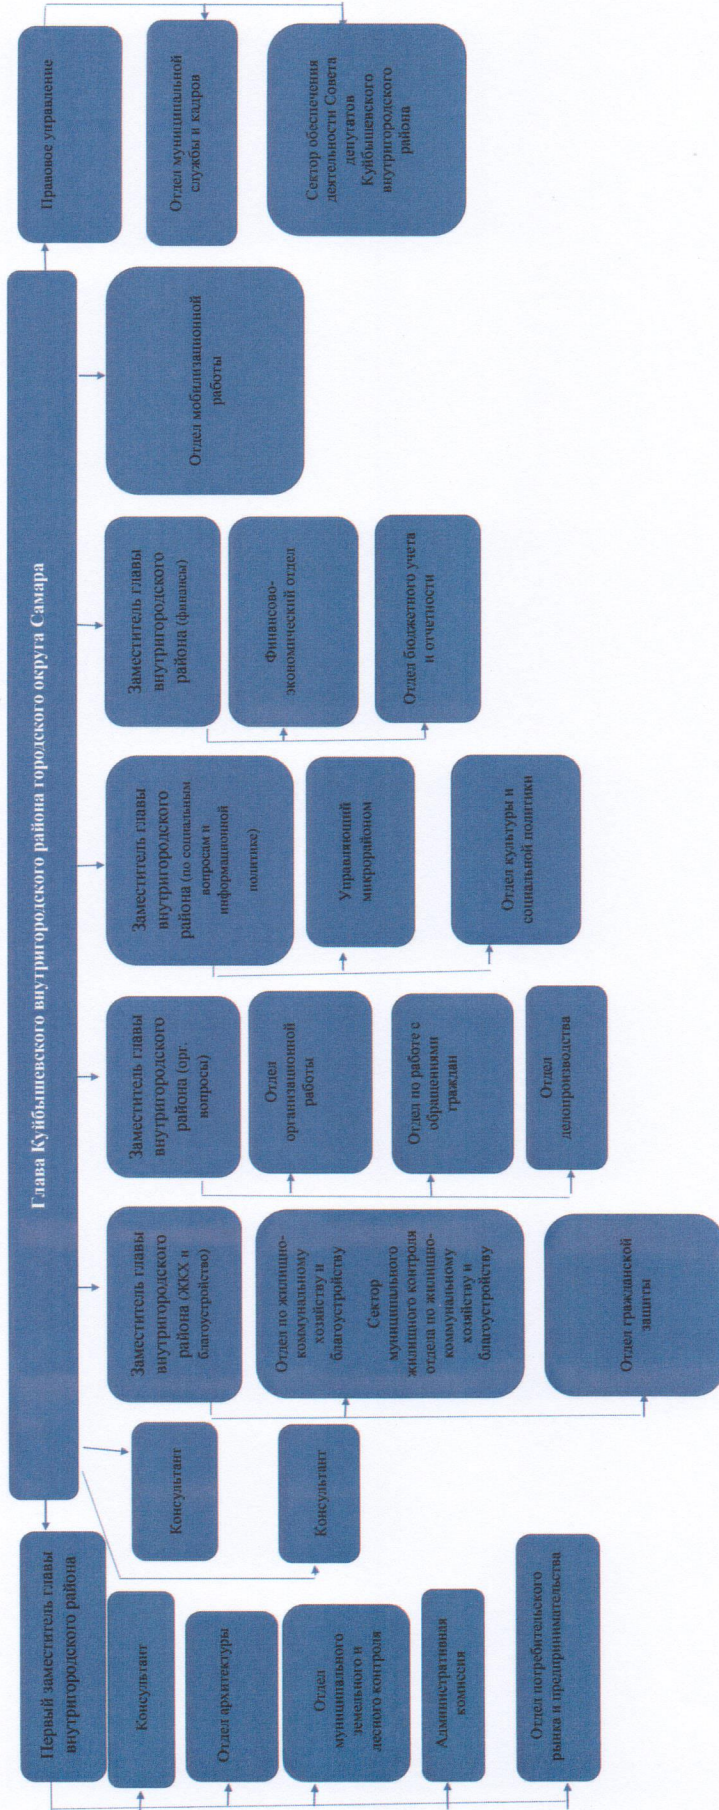 Глава Куйбышевского внутригородского района городского округа Самара
Первый заместитель главы
внутригородского района
Консультант
Отдел архитектуры
Отдел
муниципального
земельного и
лесного контроля
Административная
комиссия
Отдел потребительского
рынка и предпринимательства
Консультант
Консультант
Заместитель главы
внутригородского
района (ЖКХ и
благоустройство)
Отдел по жилищно-
коммунальному
хозяйству и
благоустройству
Сектор
муниципального
жилищного контроля
отдела по жилищно-
коммунальному
хозяйству и
благоустройству
Отдел гражданской
защиты
Заместитель главы
внутригородского
района (орг.
вопросы)
Отдел
организационной
работы
Отдел по работе с
обращениями
граждан
Отдел
делопроизводства
Заместитель главы
внутригородского
района (по социальным
вопросам и
информационной
политике)
Управляющий
микрорайоном
Отдел культуры и
социальной политики
Заместитель главы
внутригородского
района (финансы)
Финансово-
экономический отдел
Отдел бюджетного учета
и отчетности
Отдел мобилизационной
работы
Правовое управление
Отдел муниципальной
службы и кадров
Сектор обеспечения
деятельности Совета
депутатов
Куйбышевского
внутригородского
района